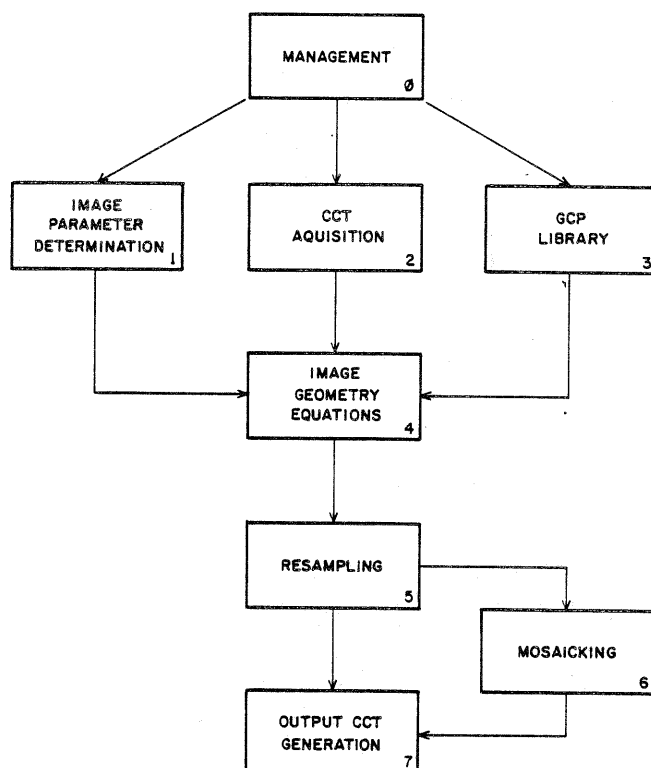 MANAGEMENT
Ø
IMAGE
PARAMETER
DETERMINATION
1
CCT
AQUISITION
2
GCP
LIBRARY
3
IMAGE
GEOMETRY
EQUATIONS
4
RESAMPLING
5
MOSAICKING
6
OUTPUT CCT
GENERATION
7